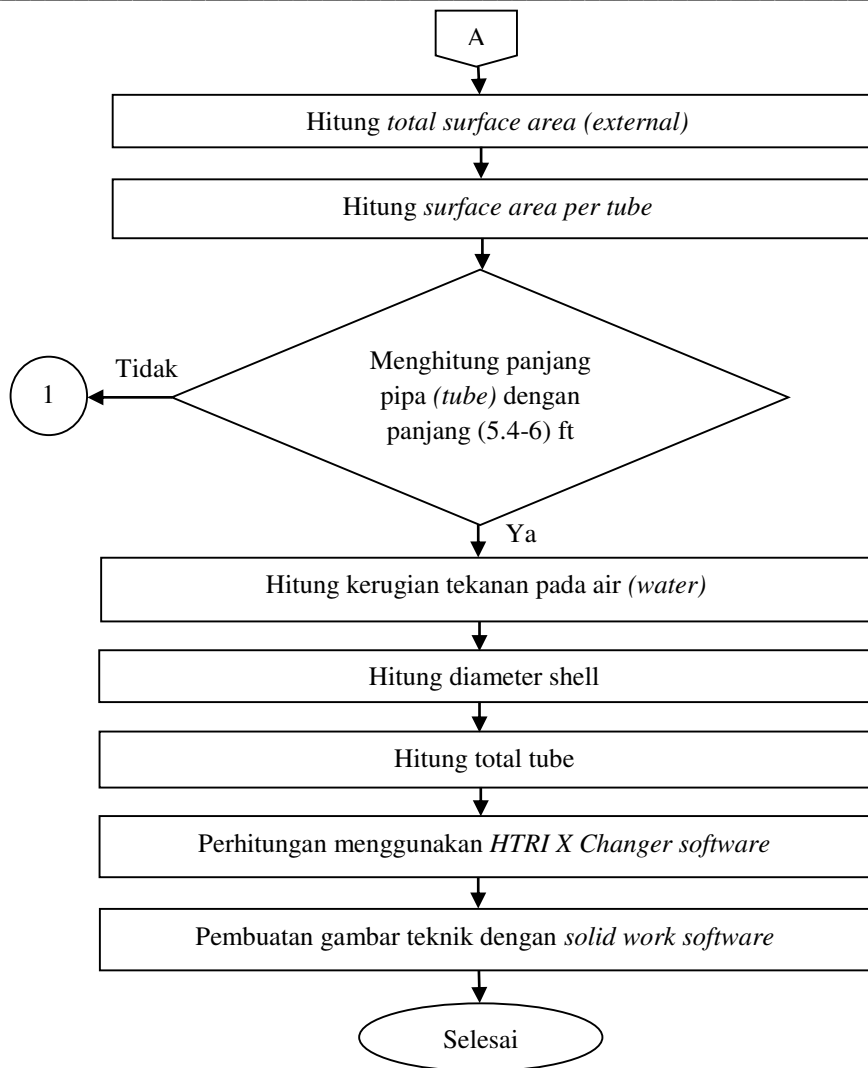 A
Hitung total surface area (external)
Hitung surface area per tube
Tidak
1
Menghitung panjang
pipa (tube) dengan
panjang (5.4-6) ft
Ya
Hitung kerugian tekanan pada air (water)
Hitung diameter shell
Hitung total tube
Perhitungan menggunakan HTRI X Changer software
Pembuatan gambar teknik dengan solid work software
Selesai